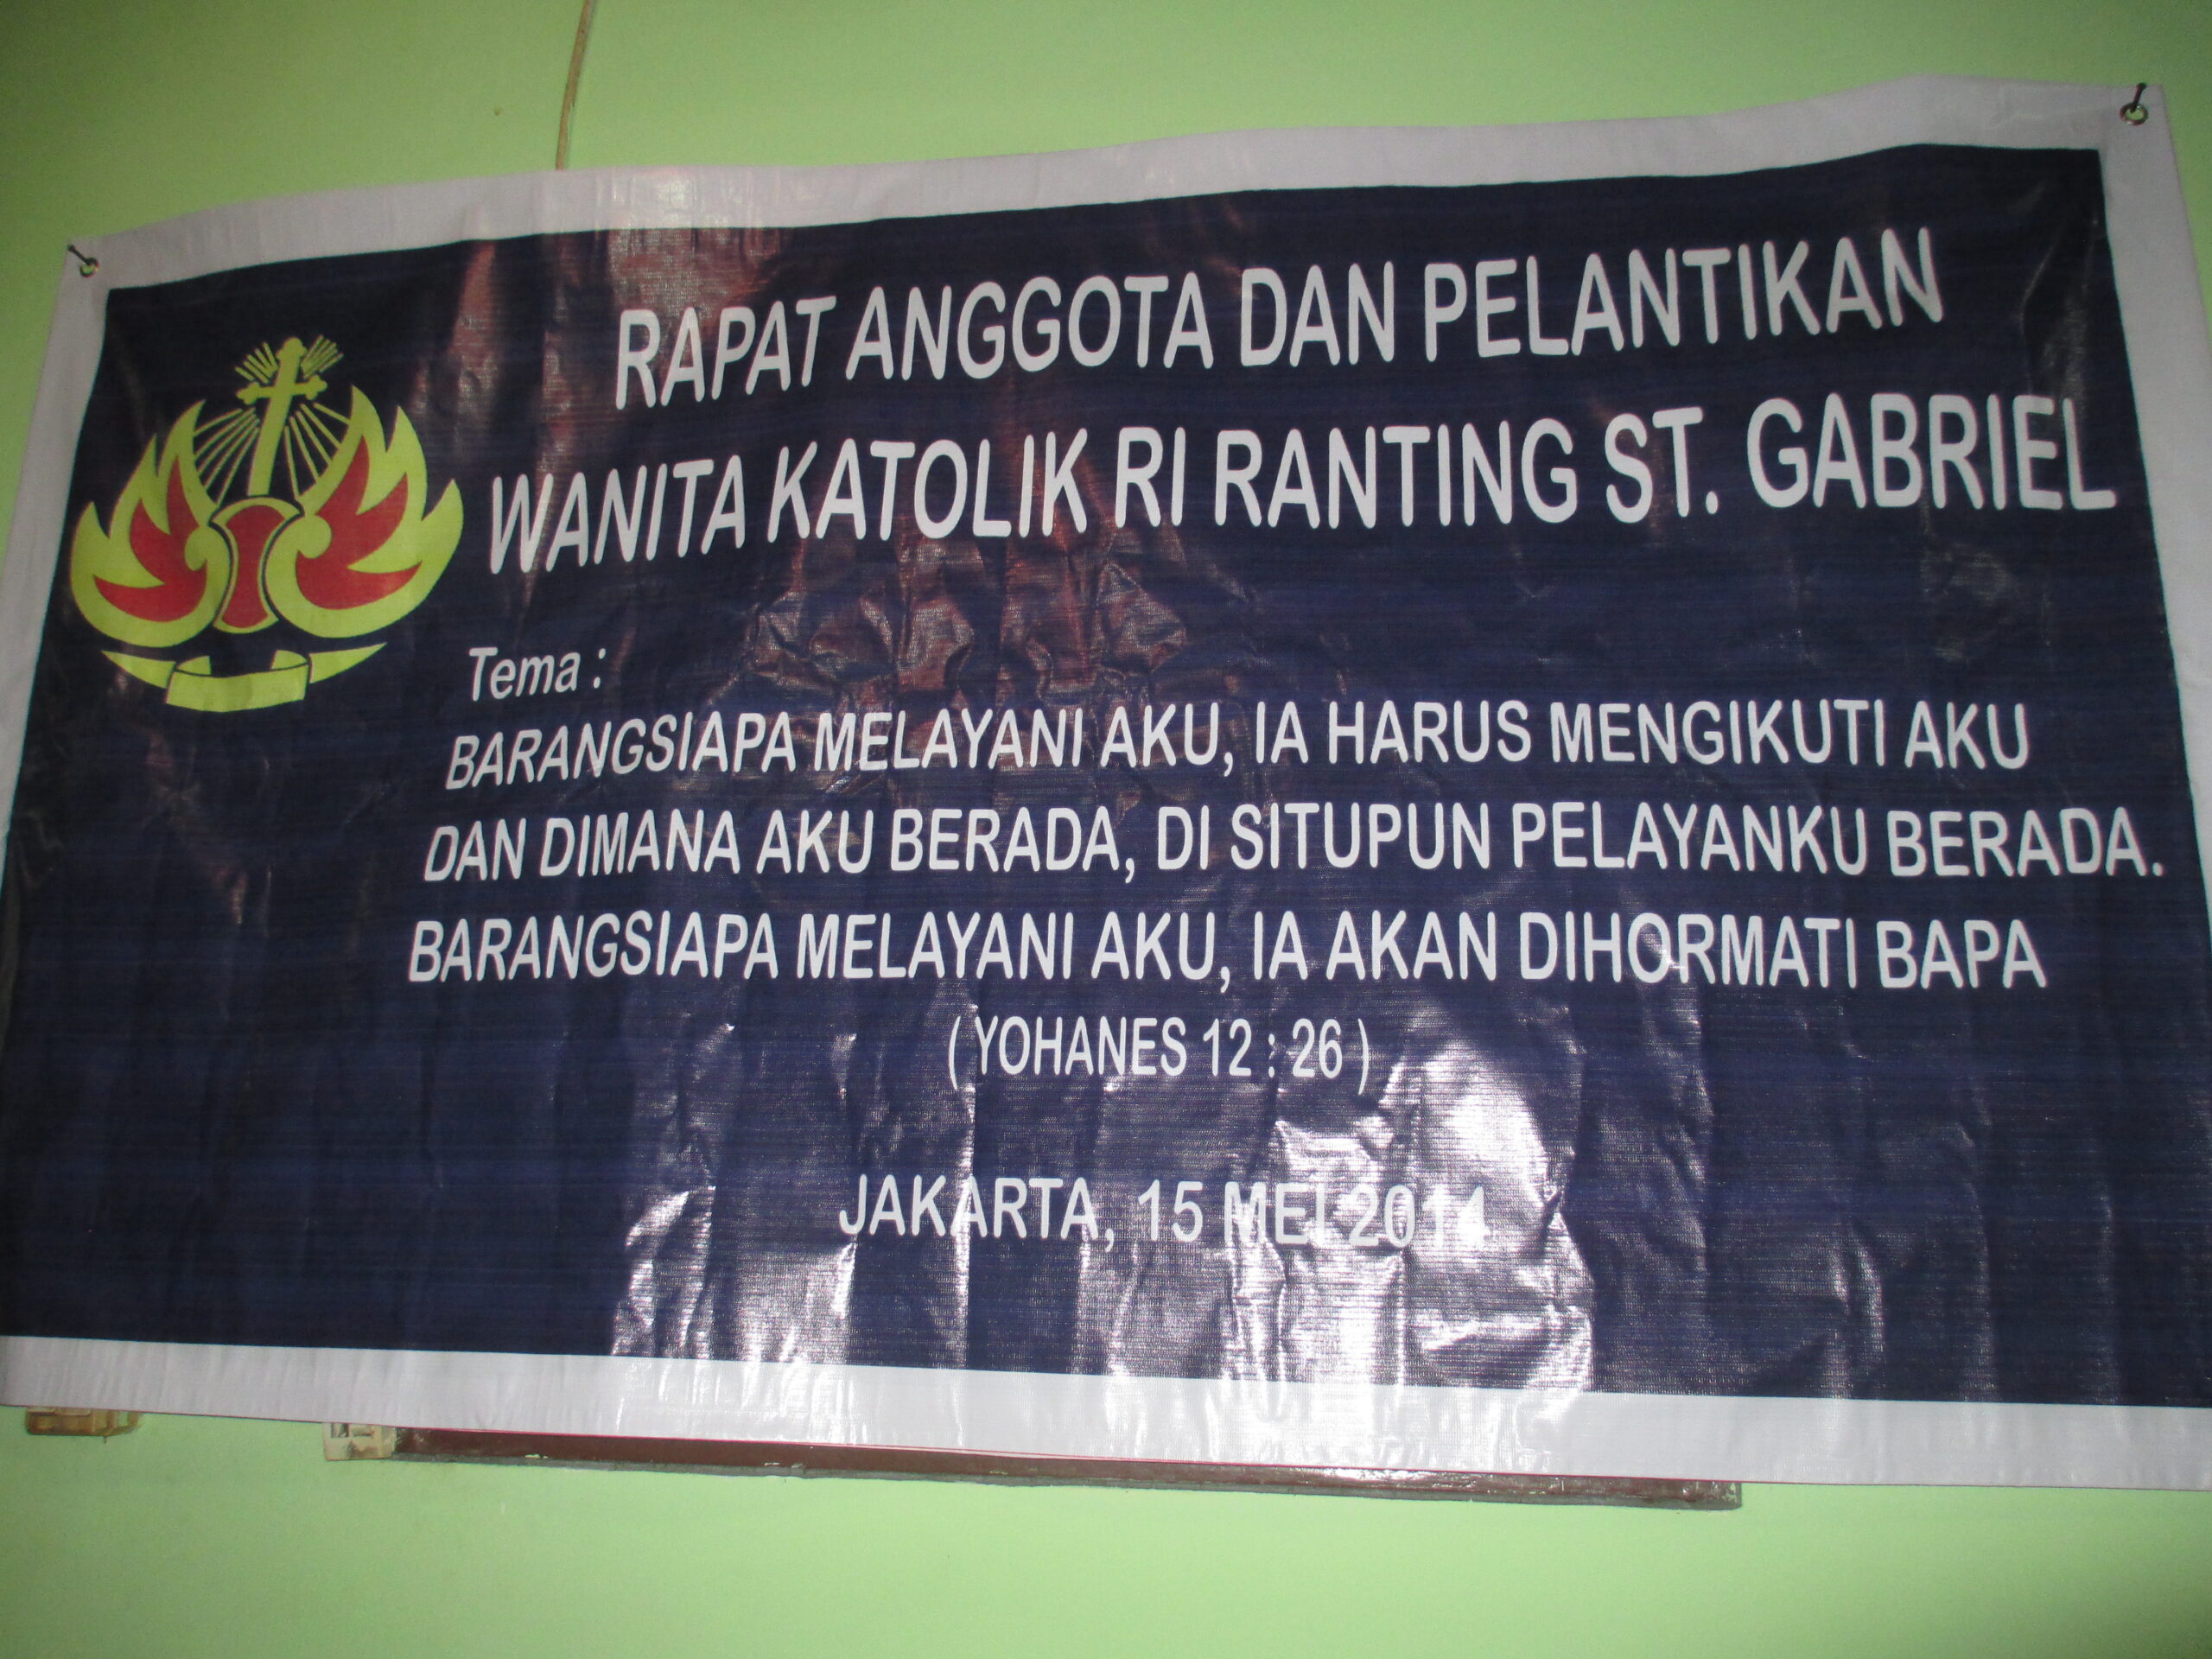 RAPAT ANGGOTA DAN PELANTIKAN
WANITA KATOLIK RI RANTING ST. GABRIEL
Tema :
BARANGSIAPA MELAYANI AKU, IA HARUS MENGIKUTI AKU
DAN DIMANA AKU BERADA, DI SITUPUN PELAYANKU BERADA.
BARANGSIAPA MELAYANI AKU, IA AKAN DIHORMATI BAPA
( YOHANES 12 : 26 )
JAKARTA, 15 MEI 2014